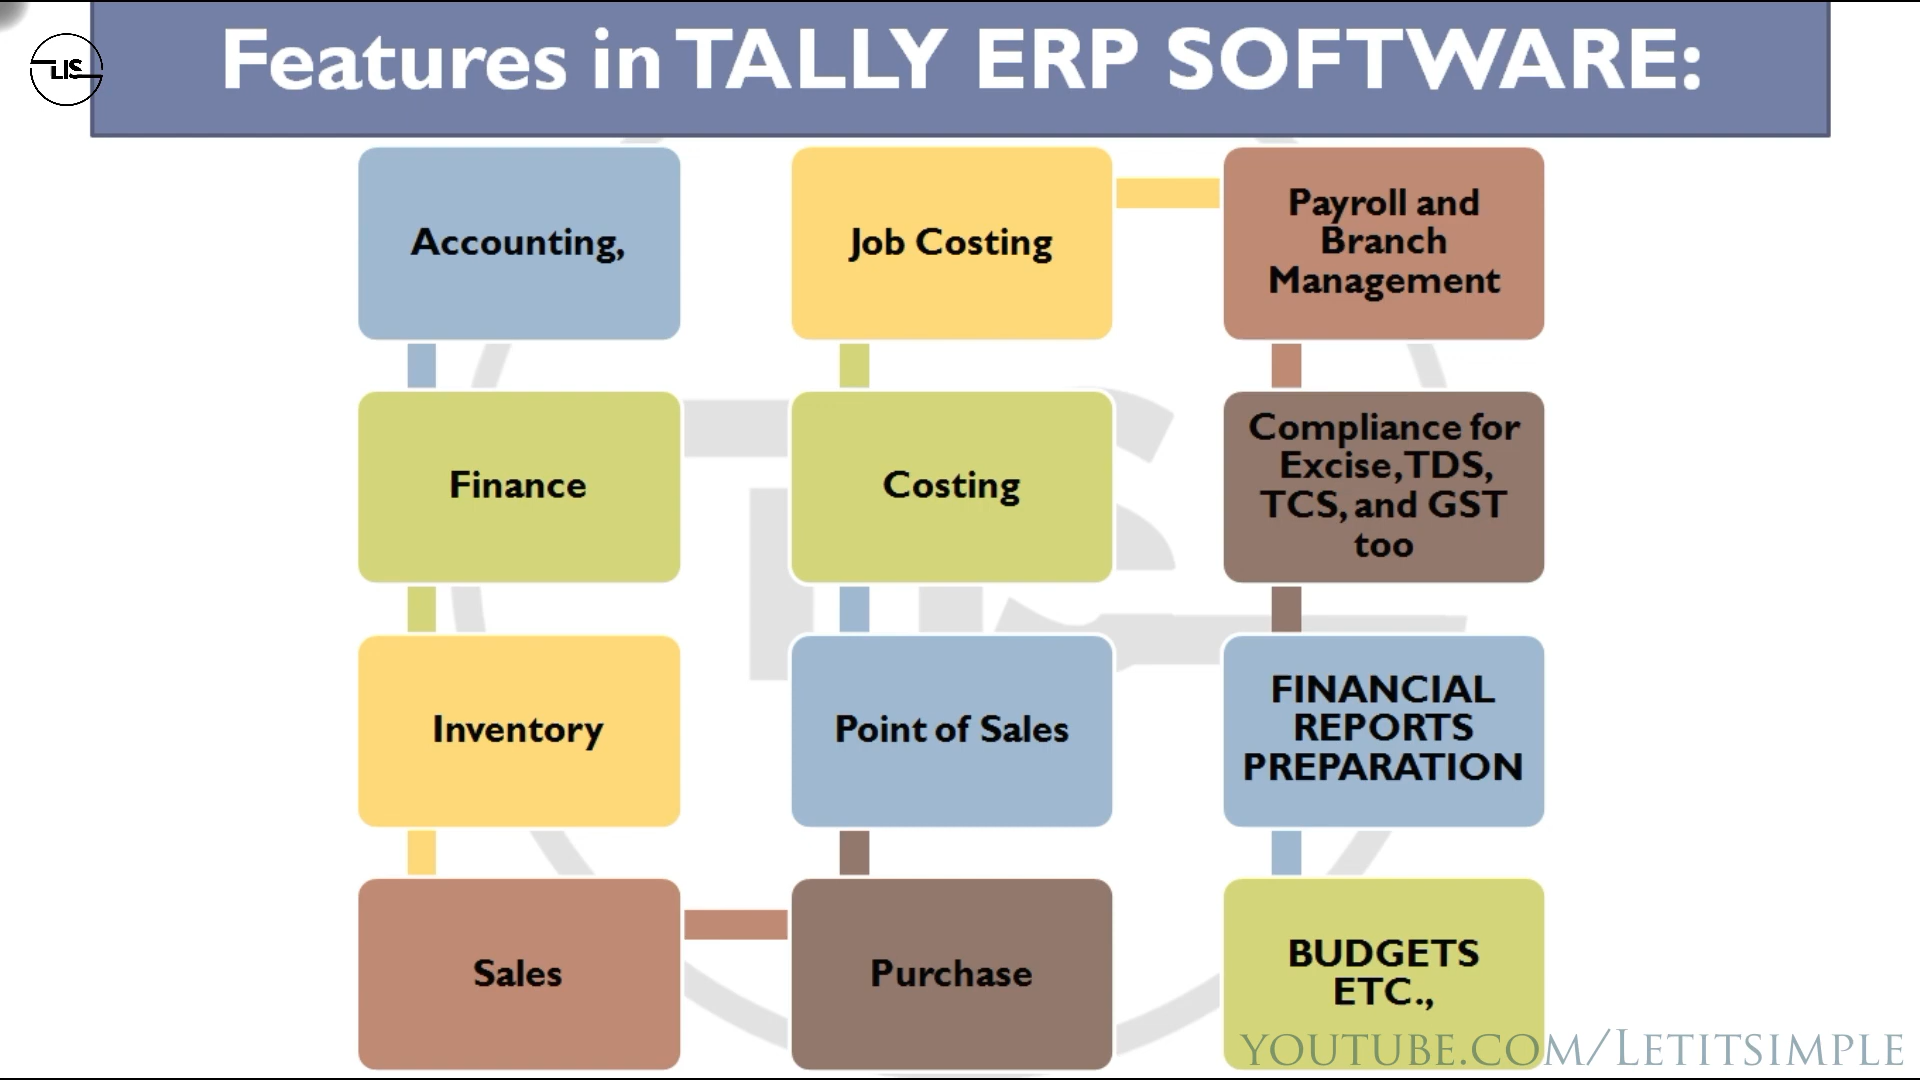 Features in TALLY ERP SOFTWARE:
LIS
Accounting,
Finance
Inventory
Sales
Purchase
Point of Sales
Costing
Job Costing
Payroll and
Branch
Management
Compliance for
Excise, TDS,
TCS, and GST
too
FINANCIAL
REPORTS
PREPARATION
BUDGETS
ETC.,
YOUTUBE.COM/LETITSIMPLE